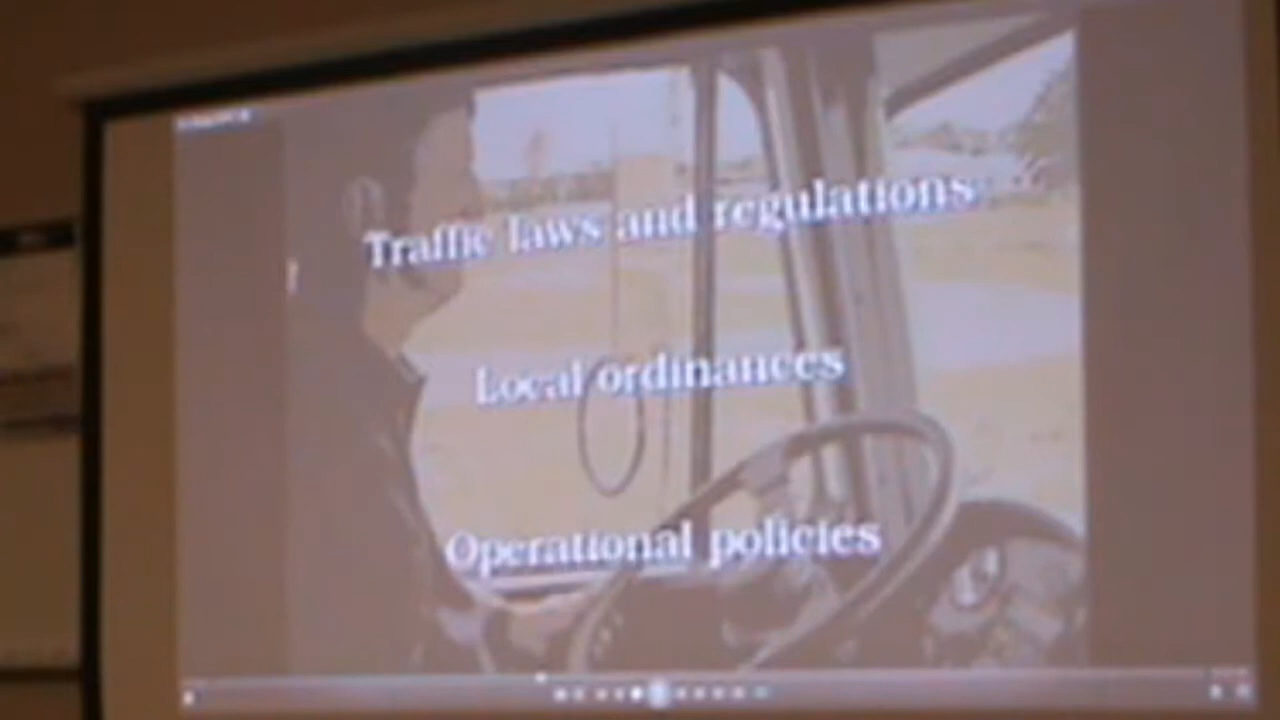 Traffic laws and regulations
Local ordinances
Operational policies